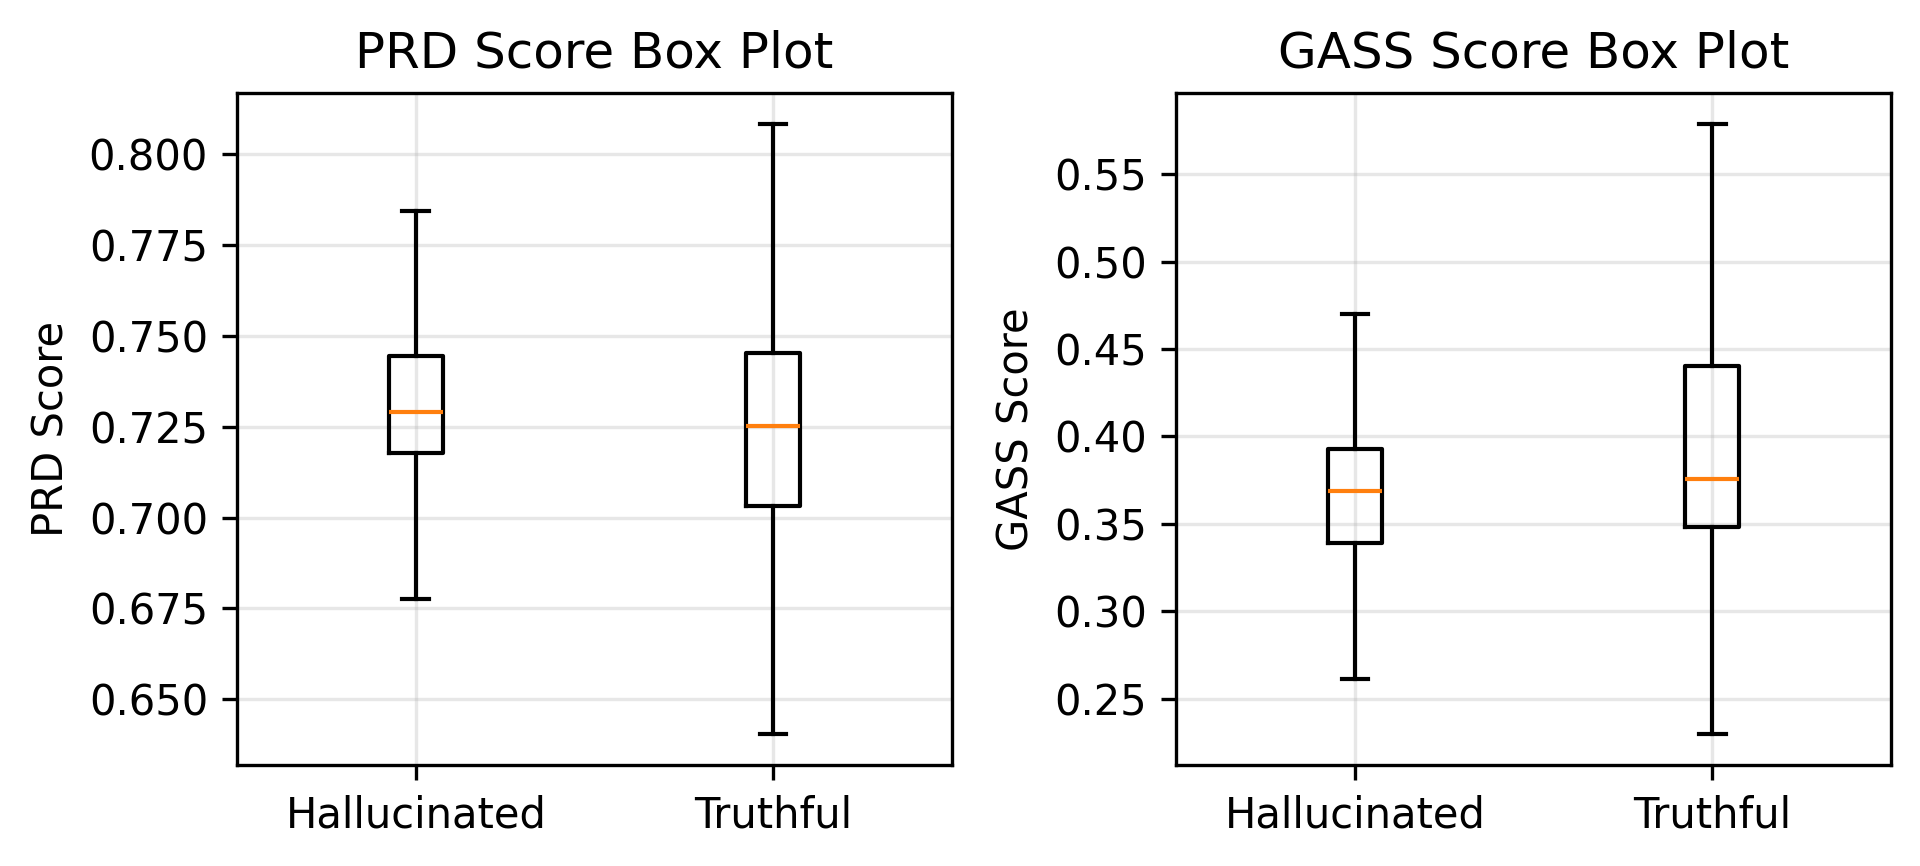 PRD Score Box Plot
PRD Score
0.800
0.775
0.750
0.725
0.700
0.675
0.650
Hallucinated
Truthful
GASS Score Box Plot
GASS Score
0.55
0.50
0.45
0.40
0.35
0.30
0.25
Hallucinated
Truthful